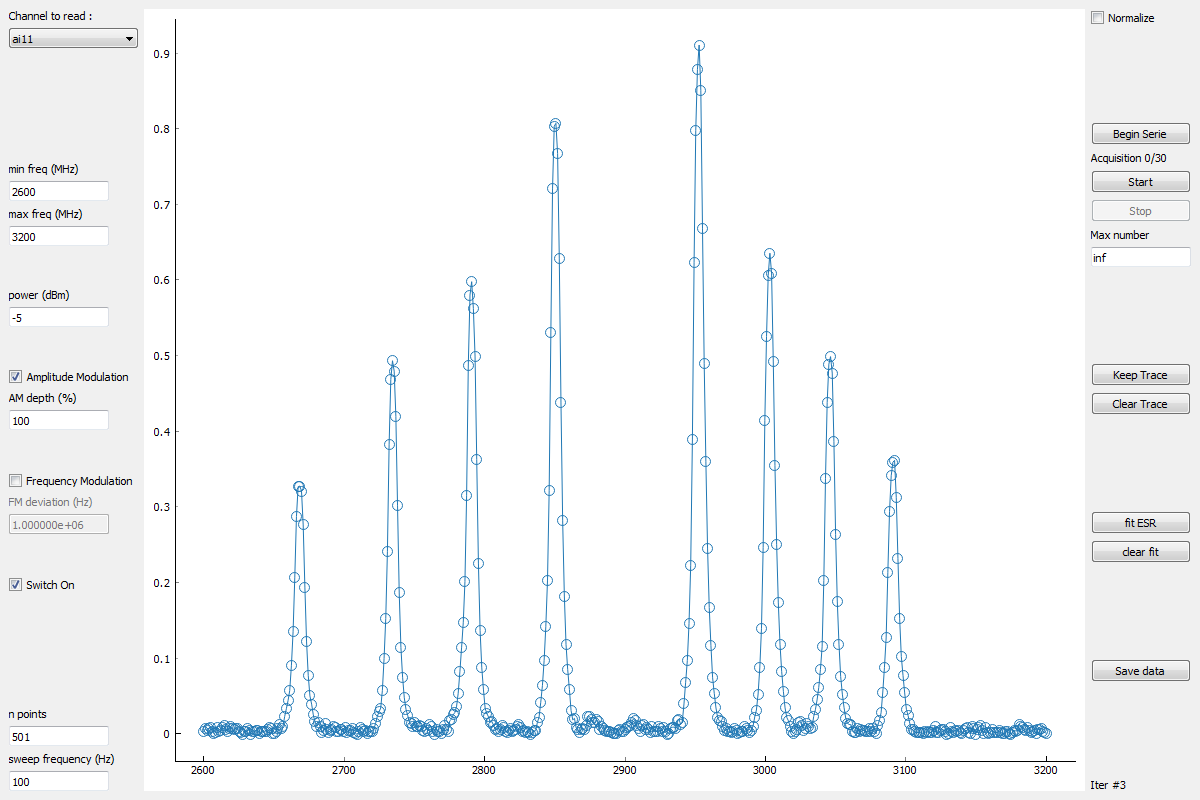 Channel to read :
ai11
min freq (MHz)
2600
max freq (MHz)
3200
power (dBm)
-5
Amplitude Modulation
AM depth (%)
100
Frequency Modulation
FM deviation (Hz)
1.000000e+06
Switch On
n points
501
sweep frequency (Hz)
100
0.9
0.8
0.7
0.6
0.5
0.4
0.3
0.2
0.1
0
2600 2700 2800 2900 3000 3100 3200
Normalize
Begin Serie
Acquisition 0/30
Start
Stop
Max number
inf
Keep Trace
Clear Trace
fit ESR
clear fit
Save data
Iter #3